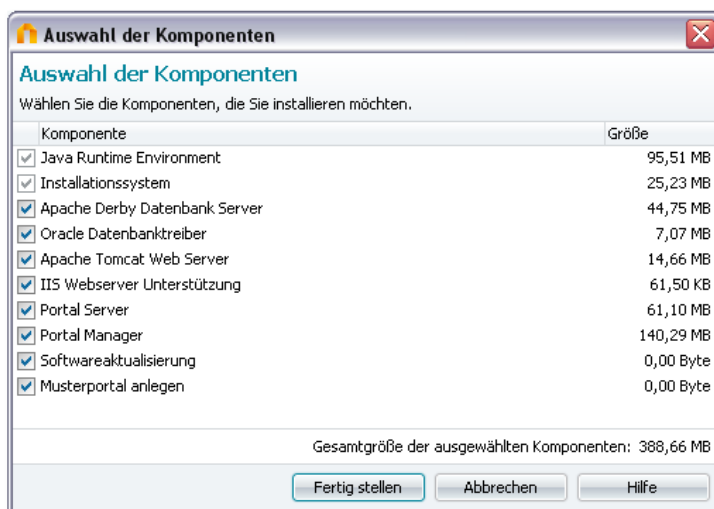 Auswahl der Komponenten
Auswahl der Komponenten
Wählen Sie die Komponenten, die Sie installieren möchten.
Komponente Größe
Java Runtime Environment 95,51 MB
Installationssystem 25,23 MB
Apache Derby Datenbank Server 44,75 MB
Oracle Datenbanktreiber 7,07 MB
Apache Tomcat Web Server 14,66 MB
IIS Webserver Unterstützung 61,50 KB
Portal Server 61,10 MB
Portal Manager 140,29 MB
Softwareaktualisierung 0,00 Byte
Musterportal anlegen 0,00 Byte
Gesamtgröße der ausgewählten Komponenten: 388,66 MB
Fertig stellen Abbrechen Hilfe